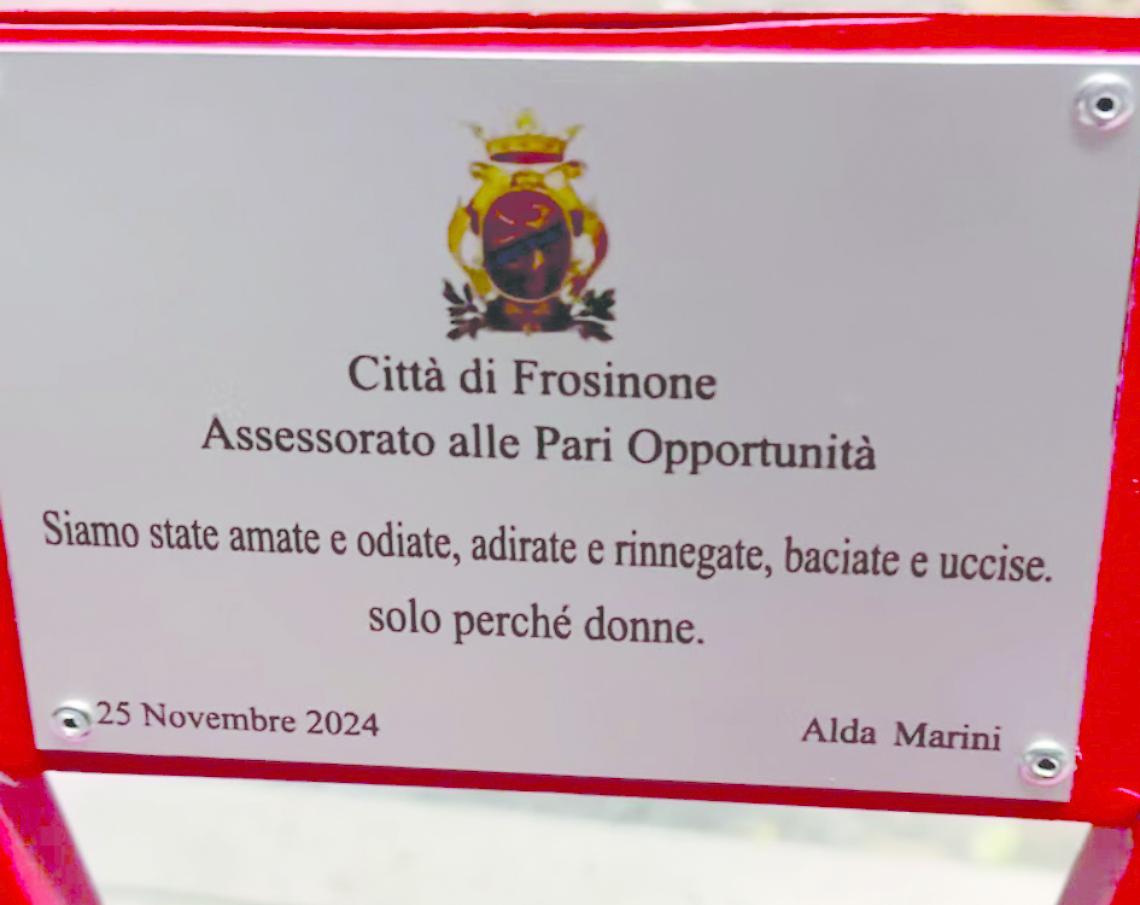 Città di Frosinone
Assessorato alle Pari Opportunità
Siamo state amate e odiate, adirate e rinnegate, baciate e uccise.
solo perché donne.
25 Novembre 2024
Alda Marini